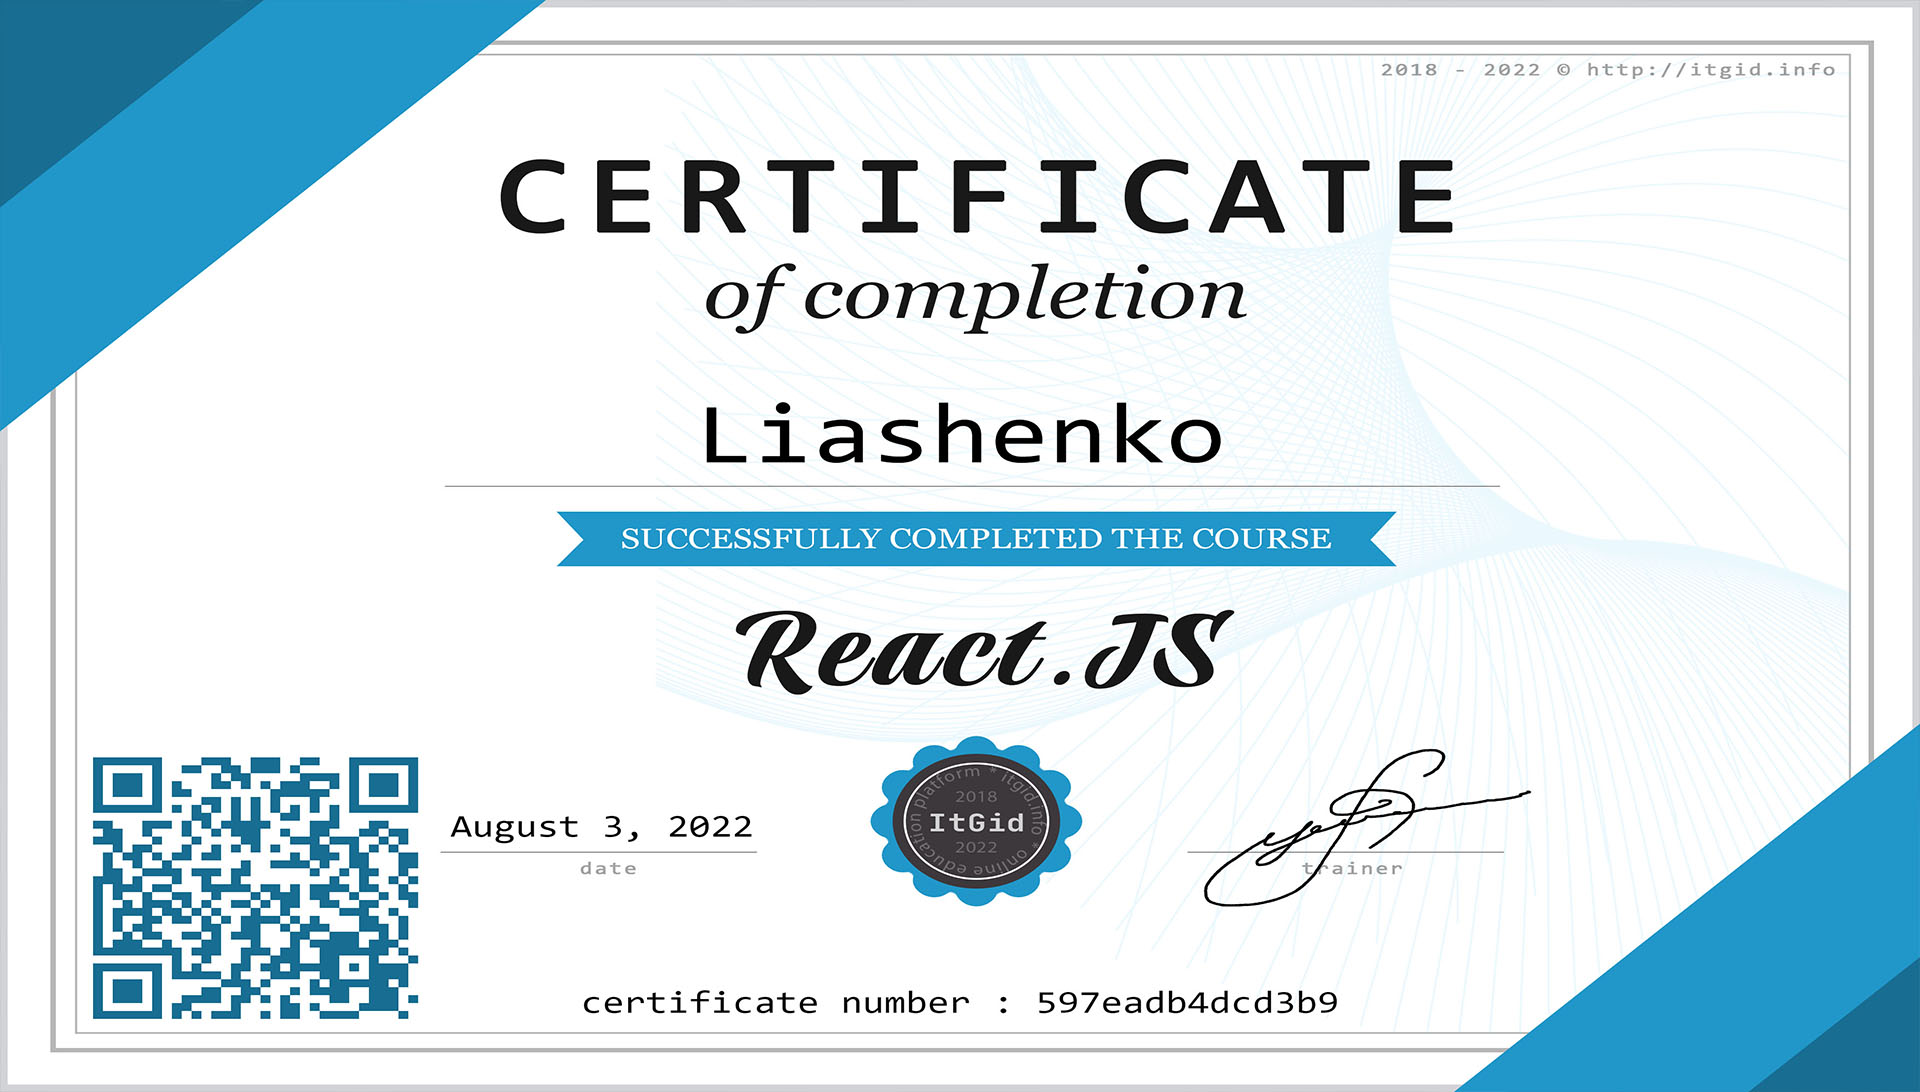 2018 - 2022 © http://itgid.info
CERTIFICATE
of completion
Liashenko
SUCCESSFULLY COMPLETED THE COURSE
React.JS
August 3, 2022
date
education platform * itgid.info * online
2018
ItGid
2022
trainer
certificate number : 597eadb4dcd3b9